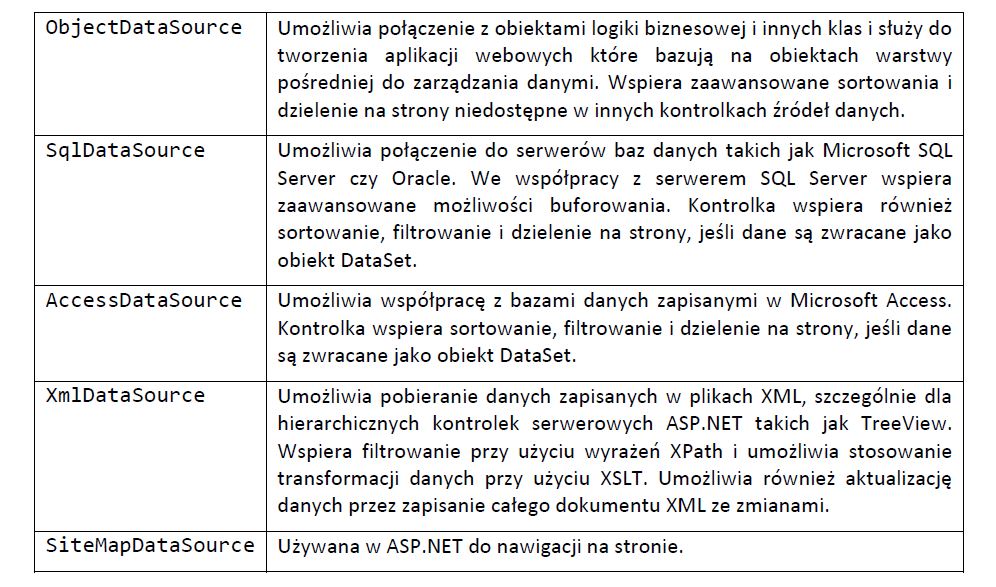 ObjectDataSource
Umożliwia połączenie z obiektami logiki biznesowej i innych klas i służy do
tworzenia aplikacji webowych które bazują na obiektach warstwy
pośredniej do zarządzania danymi. Wspiera zaawansowane sortowania i
dzielenie na strony niedostępne w innych kontrolkach źródeł danych.
SqlDataSource
Umożliwia połączenie do serwerów baz danych takich jak Microsoft SQL
Server czy Oracle. We współpracy z serwerem SQL Server wspiera
zaawansowane możliwości buforowania. Kontrolka wspiera również
sortowanie, filtrowanie i dzielenie na strony, jeśli dane są zwracane jako
obiekt DataSet.
AccessDataSource
Umożliwia współpracę z bazami danych zapisanymi w Microsoft Access.
Kontrolka wspiera sortowanie, filtrowanie i dzielenie na strony, jeśli dane
są zwracane jako obiekt DataSet.
XmlDataSource
Umożliwia pobieranie danych zapisanych w plikach XML, szczególnie dla
hierarchicznych kontrolek serwerowych ASP.NET takich jak TreeView.
Wspiera filtrowanie przy użyciu wyrażeń XPath i umożliwia stosowanie
transformacji danych przy użyciu XSLT. Umożliwia również aktualizację
danych przez zapisanie całego dokumentu XML ze zmianami.
SiteMapDataSource
Używana w ASP.NET do nawigacji na stronie.